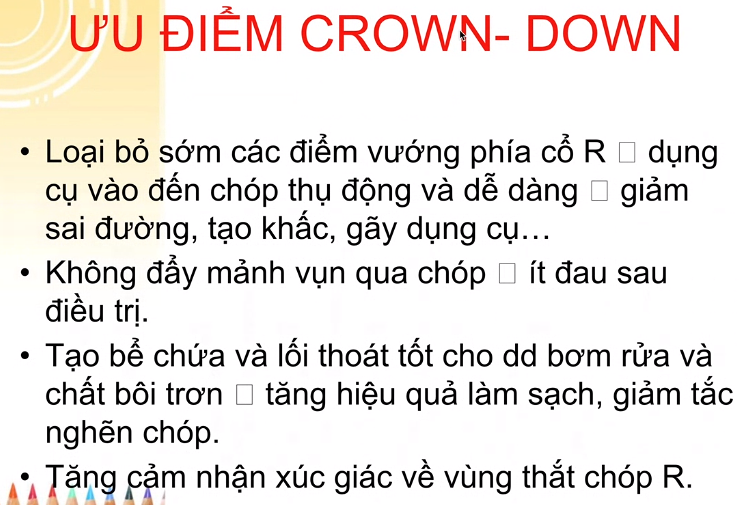 ƯU ĐIỂM CROWN- DOWN
• Loại bỏ sớm các điểm vướng phía cổ R □ dụng
cụ vào đến chóp thụ động và dễ dàng □ giảm
sai đường, tạo khấc, gãy dụng cụ…
• Không đẩy mảnh vụn qua chóp □ ít đau sau
điều trị.
• Tạo bể chứa và lối thoát tốt cho dd bơm rửa và
chất bôi trơn □ tăng hiệu quả làm sạch, giảm tắc
nghẽn chóp.
• Tăng cảm nhận xúc giác về vùng thắt chóp R.